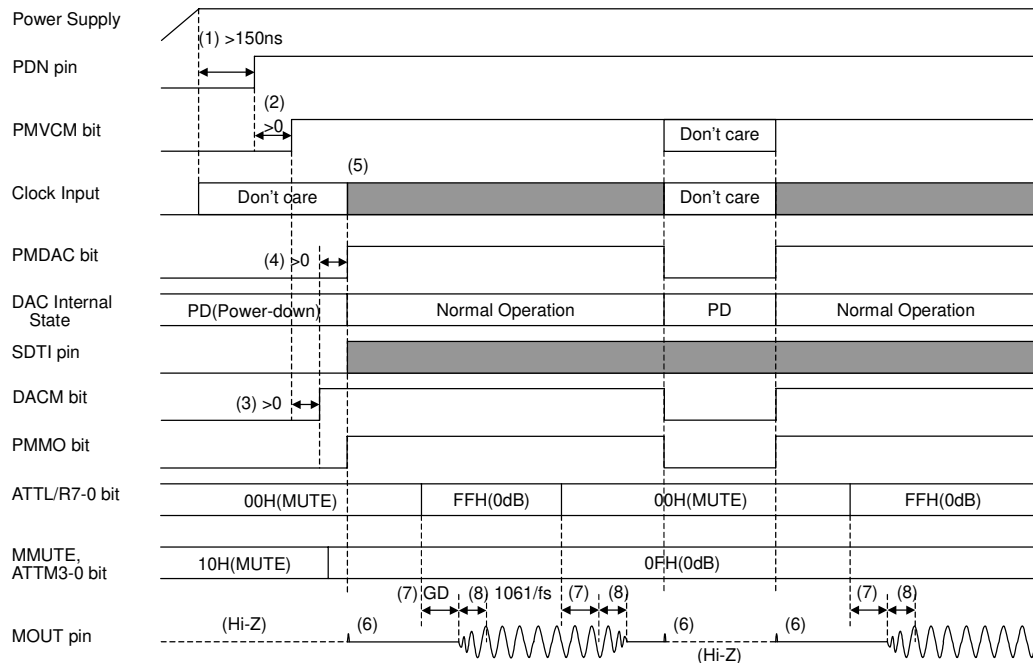 Power Supply
(1) >150ns
PDN pin
(2)
>0
PMVCM bit
Don't care
(5)
Clock Input
Don't care
Don't care
PMDAC bit
(4) >0
DAC Internal
State
PD(Power-down)
Normal Operation
PD
Normal Operation
SDTI pin
DACM bit
(3) >0
PMMO bit
ATTL/R7-0 bit
00H(MUTE)
FFH(0dB)
00H(MUTE)
FFH(0dB)
MMUTE,
ATTM3-0 bit
10H(MUTE)
0FH(0dB)
(7) GD (8) 1061/fs (7) (8) (7) (8)
MOUT pin
(Hi-Z)
(6)
(6)
(6)
(Hi-Z)